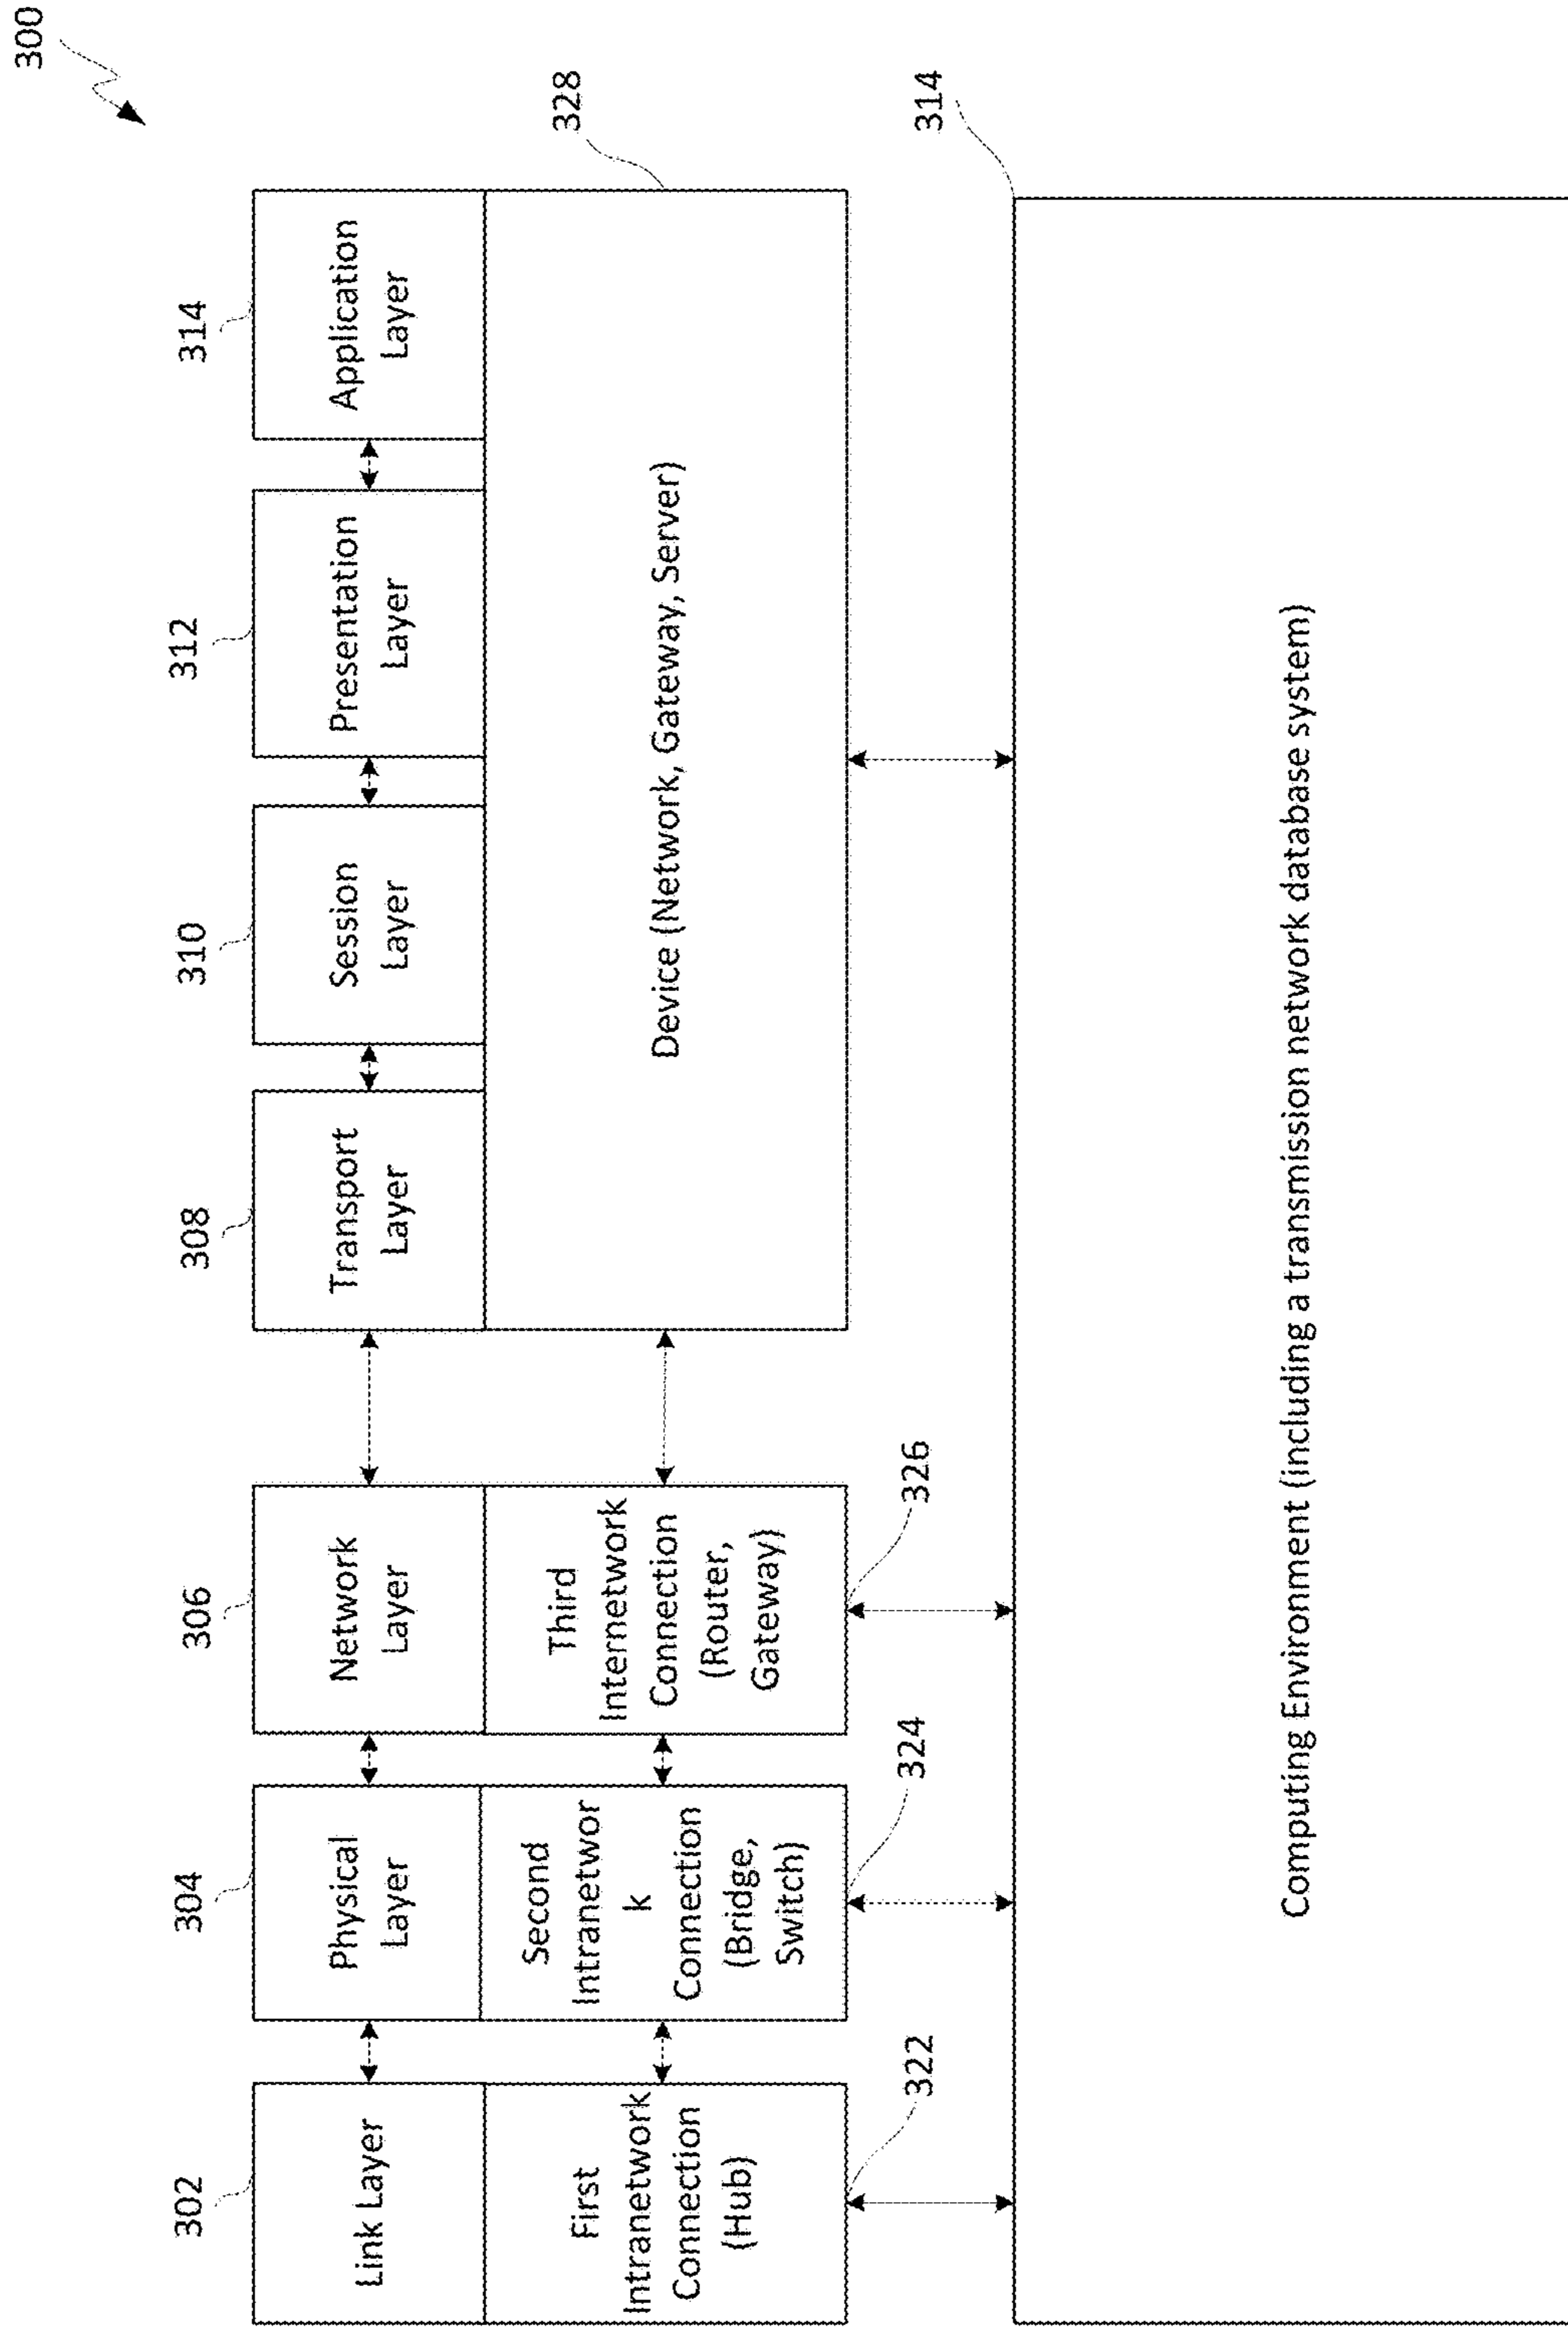 300
302
304
306
308
310
312
314
Link Layer
Physical
Layer
Network
Layer
Transport
Layer
Session
Layer
Presentation
Layer
Application
Layer
First
Intranetwork
Connection
(Hub)
Second
Intranetwor
k
Connection
(Bridge,
Switch)
Third
Internetwork
Connection
(Router,
Gateway)
Device (Network, Gateway, Server)
328
322
324
326
314
Computing Environment (including a transmission network database system)